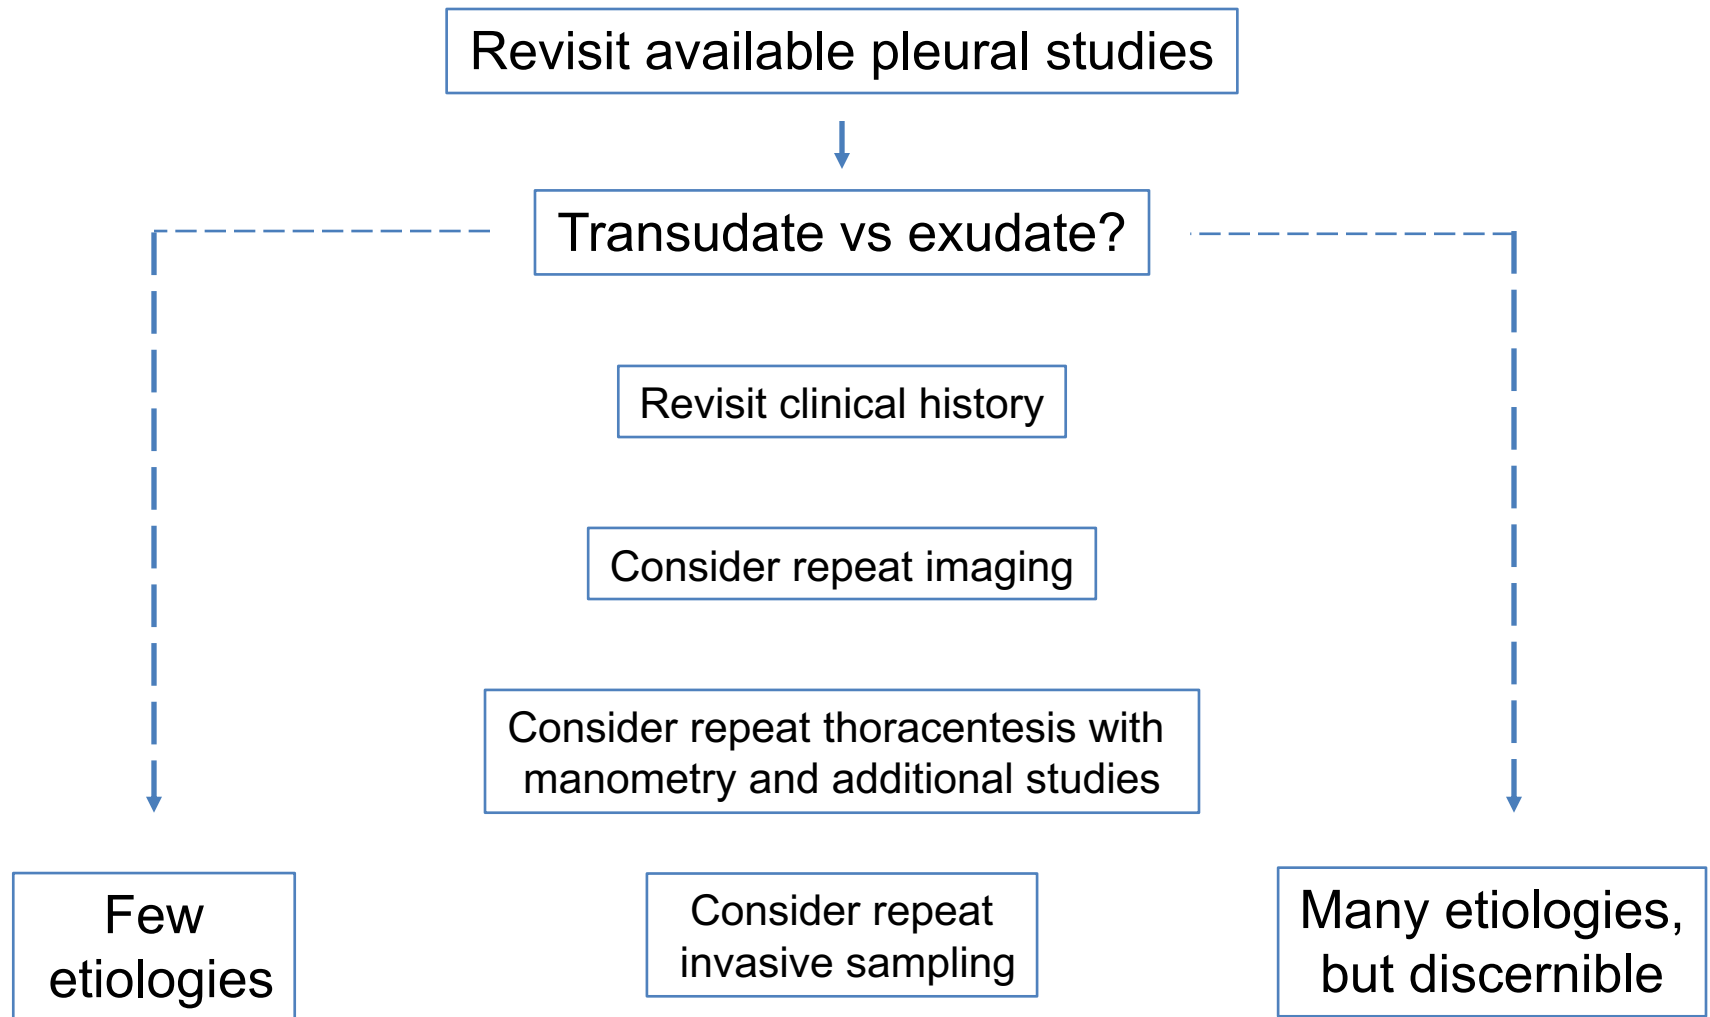 Revisit available pleural studies
Transudate vs exudate?
Revisit clinical history
Consider repeat imaging
Consider repeat thoracentesis with
manometry and additional studies
Few
etiologies
Consider repeat
invasive sampling
Many etiologies,
but discernible